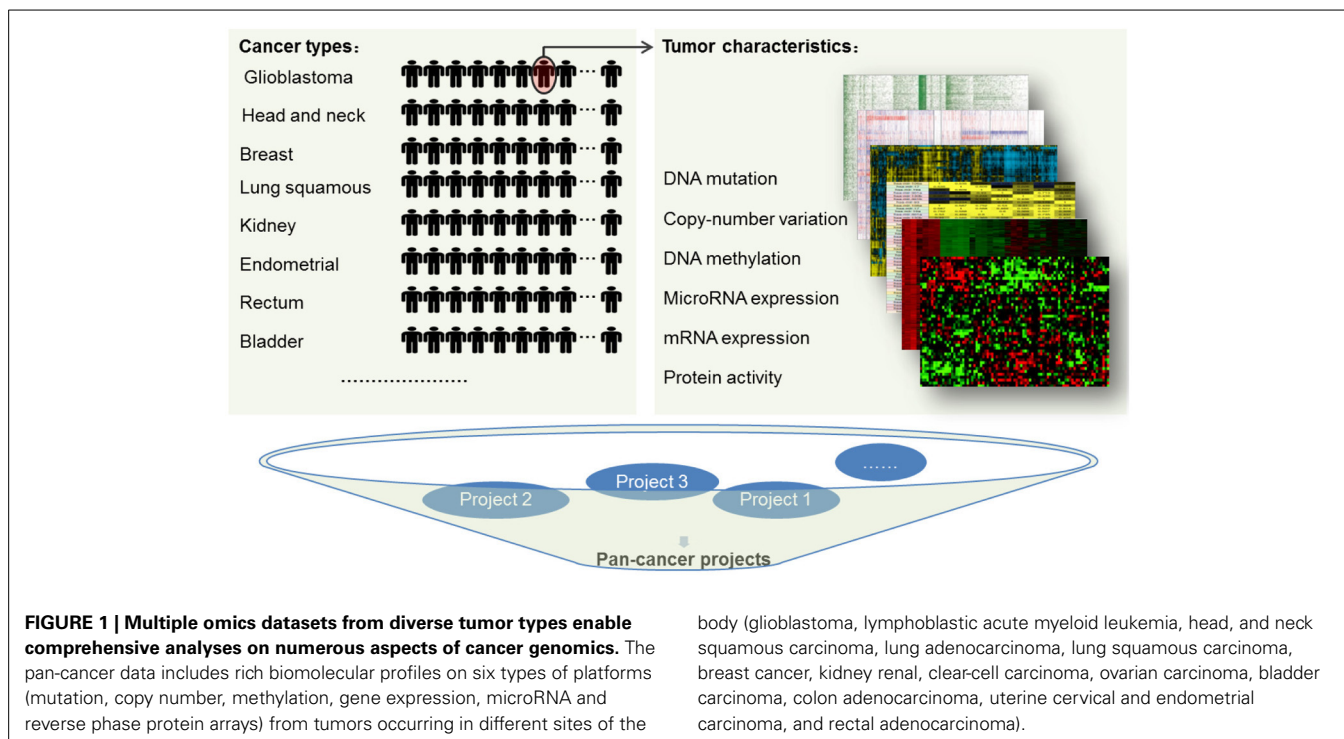 Cancer types:
Glioblastoma
Head and neck
Breast
Lung squamous
Kidney
Endometrial
Rectum
Bladder
.....................
Tumor characteristics:
DNA mutation
Copy-number variation
DNA methylation
MicroRNA expression
mRNA expression
Protein activity
......
Project 3
Project 2
Project 1
Pan-cancer projects
FIGURE 1 | Multiple omics datasets from diverse tumor types enable
comprehensive analyses on numerous aspects of cancer genomics. The
pan-cancer data includes rich biomolecular profiles on six types of platforms
(mutation, copy number, methylation, gene expression, microRNA and
reverse phase protein arrays) from tumors occurring in different sites of the
body (glioblastoma, lymphoblastic acute myeloid leukemia, head, and neck
squamous carcinoma, lung adenocarcinoma, lung squamous carcinoma,
breast cancer, kidney renal, clear-cell carcinoma, ovarian carcinoma, bladder
carcinoma, colon adenocarcinoma, uterine cervical and endometrial
carcinoma, and rectal adenocarcinoma).